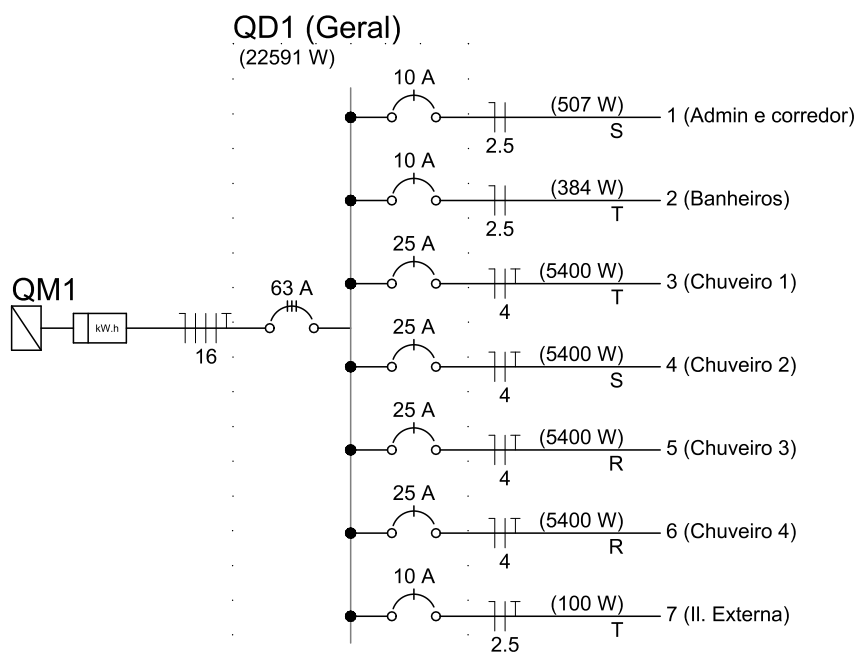 QD1 (Geral)
(22591 W)
10 A
(507 W)
1 (Admin e corredor)
2.5
S
10 A
(384 W)
2 (Banheiros)
2.5
T
25 A
(5400 W)
3 (Chuveiro 1)
4
T
QM1
63 A
kW.h
16
25 A
(5400 W)
4 (Chuveiro 2)
4
S
25 A
(5400 W)
5 (Chuveiro 3)
4
R
25 A
(5400 W)
6 (Chuveiro 4)
4
R
10 A
(100 W)
7 (Il. Externa)
2.5
T